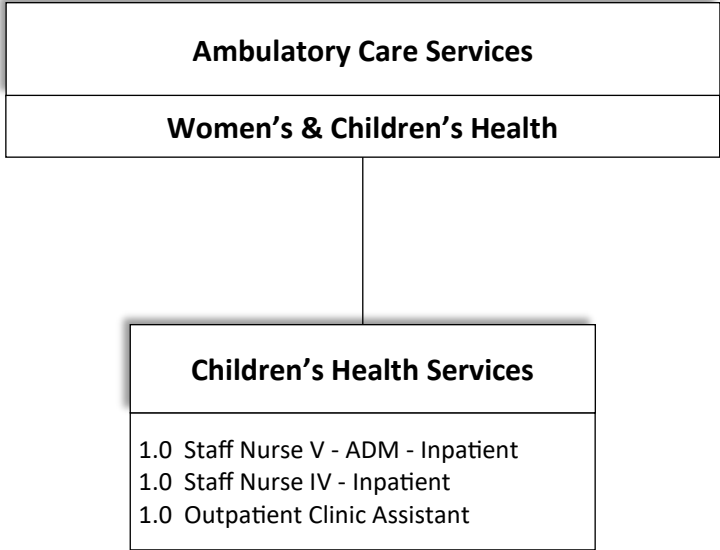 Ambulatory Care Services
Women’s & Children’s Health
Children’s Health Services
1.0 Staff Nurse V - ADM - Inpatient
1.0 Staff Nurse IV - Inpatient
1.0 Outpatient Clinic Assistant